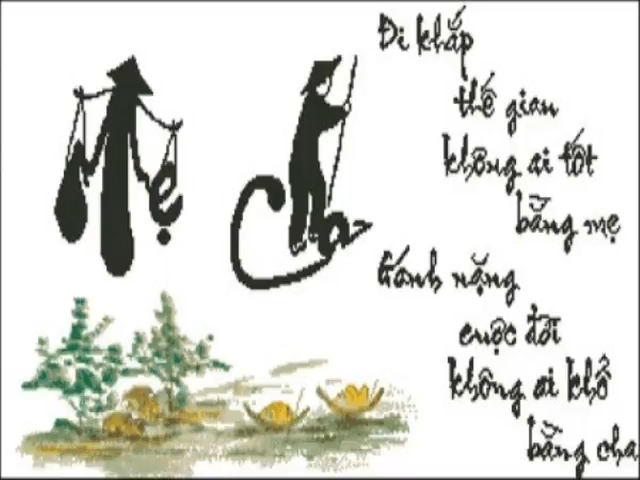 Mẹ Cha
Đi khắp
thế gian
không ai tốt
bằng mẹ
Gánh nặng
cuộc đời
không ai khổ
bằng cha